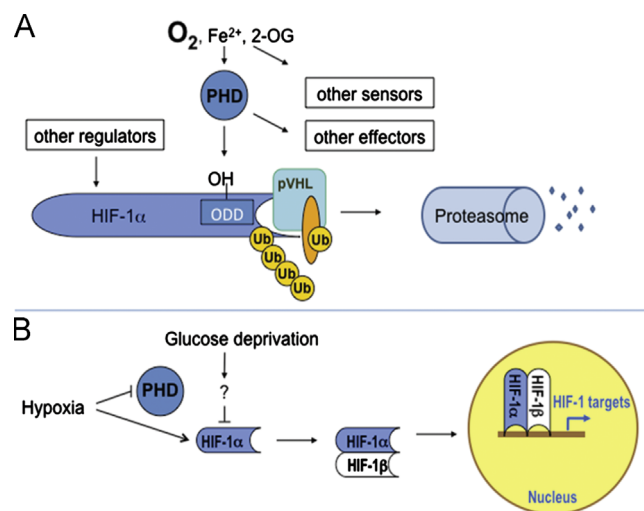 A
O₂, Fe²⁺, 2-OG
PHD
other sensors
other effectors
other regulators
OH
pVHL
HIF-1α
ODD
Ub
Ub
Ub
Ub
Ub
Proteasome
B
Glucose deprivation
PHD
?
Hypoxia
HIF-1α
HIF-1α
HIF-1β
HIF-1α
HIF-1β
HIF-1 targets
Nucleus